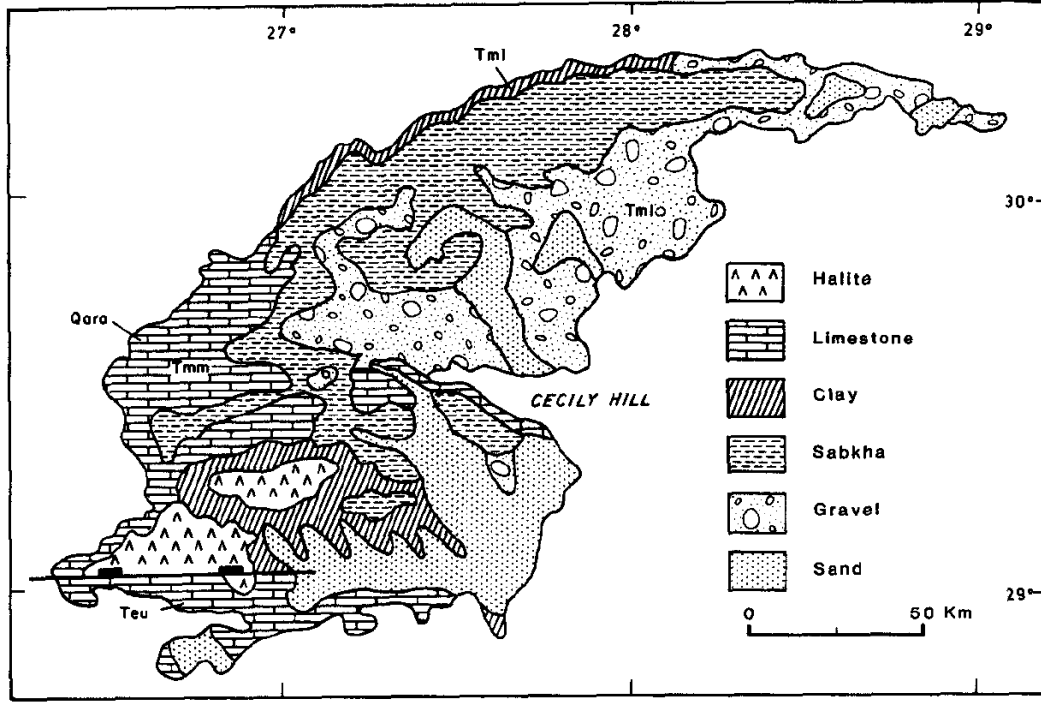 27°
28°
29°
Tml
30°
Tmlo
Halite
Qara
Limestone
Tmm
CECILY HILL
Clay
Sabkha
Gravel
Sand
Teu
29°
0 50 Km